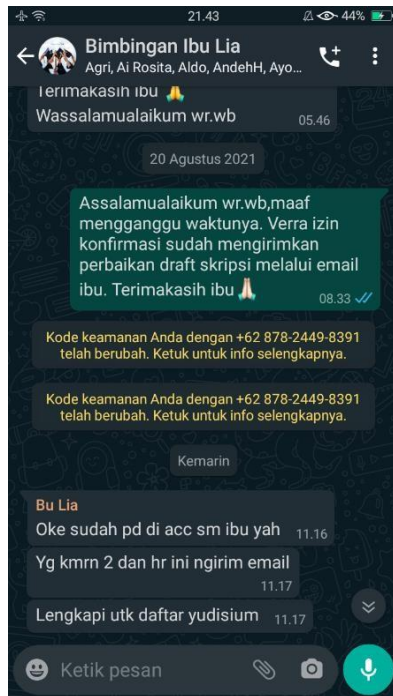 21.43
44%
Bimbingan Ibu Lia
Agri, Ai Rosita, Aldo, AndehH, Ayo...
Terimakasih ibu 🙏
Wassalamualaikum wr.wb
05.46
20 Agustus 2021
Assalamualaikum wr.wb,maaf
mengganggu waktunya. Verra izin
konfirmasi sudah mengirimkan
perbaikan draft skripsi melalui email
ibu. Terimakasih ibu 🙏🏻
08.33
Kode keamanan Anda dengan +62 878-2449-8391
telah berubah. Ketuk untuk info selengkapnya.
Kode keamanan Anda dengan +62 878-2449-8391
telah berubah. Ketuk untuk info selengkapnya.
Kemarin
Bu Lia
Oke sudah pd di acc sm ibu yah
11.16
Yg kmrn 2 dan hr ini ngirim email
11.17
Lengkapi utk daftar yudisium
11.17
Ketik pesan